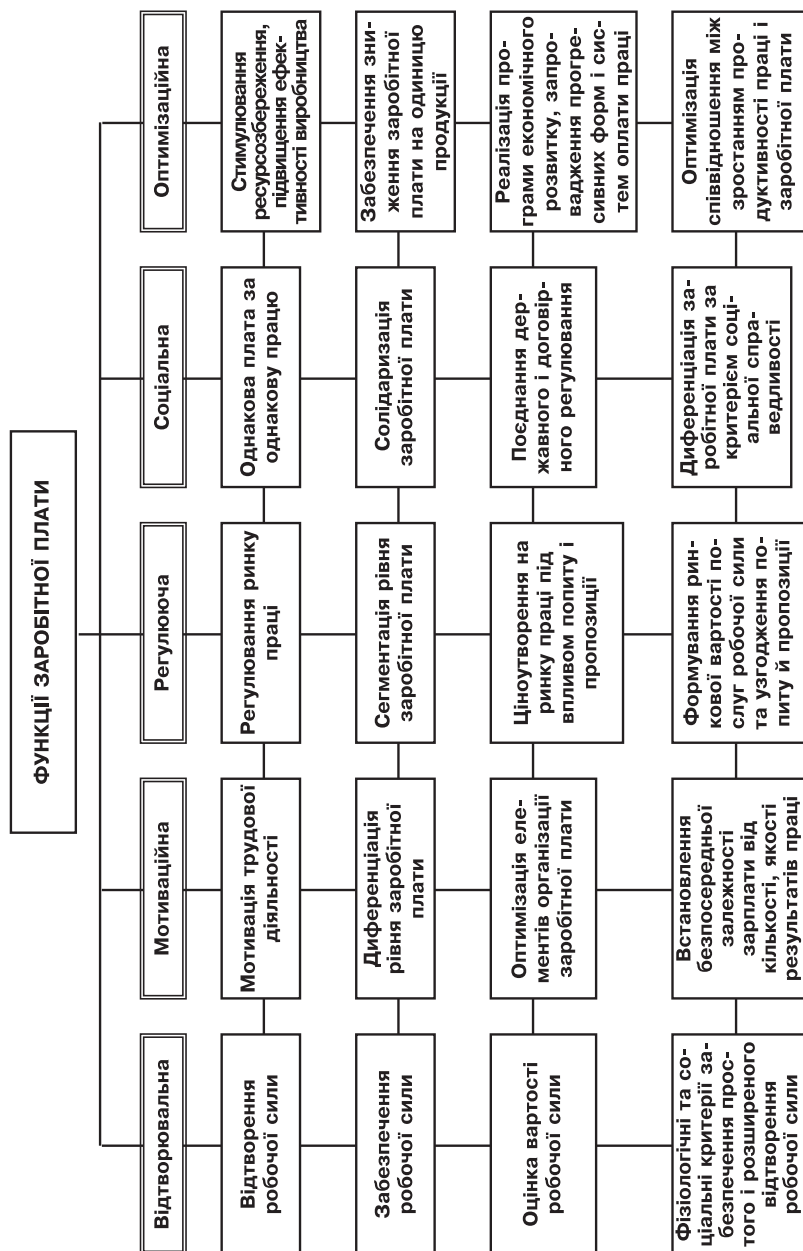 ФУНКЦІЇ ЗАРОБІТНОЇ ПЛАТИ
Відтворювальна
Мотиваційна
Регулююча
Соціальна
Оптимізаційна
Відтворення
робочої сили
Мотивація трудової
діяльності
Регулювання ринку
праці
Однакова плата за
однакову працю
Стимулювання
ресурсозбереження,
підвищення ефек-
тивності виробництва
Забезпечення
робочої сили
Диференціація
рівня заробітної
плати
Сегментація рівня
заробітної плати
Солідаризація
заробітної плати
Забезпечення зни-
ження заробітної
плати на одиницю
продукції
Оцінка вартості
робочої сили
Оптимізація еле-
ментів організації
заробітної плати
Ціноутворення на
ринку праці під
впливом попиту і
пропозиції
Поєднання дер-
жавного і договір-
ного регулювання
Реалізація про-
грами економічного
розвитку, запро-
вадження прогре-
сивних форм і сис-
тем оплати праці
Фізіологічні та со-
ціальні критерії за-
безпечення прос-
того і розширеного
відтворення
робочої сили
Встановлення
безпосередньої
залежності
зарплати від
кількості, якості
результатів праці
Формування рин-
кової вартості по-
слуг робочої сили
та узгодження по-
питу й пропозиції
Диференціація за-
робітної плати за
критерієм соці-
альної спра-
ведливості
Оптимізація
співвідношення між
зростанням про-
дуктивності праці і
заробітної плати